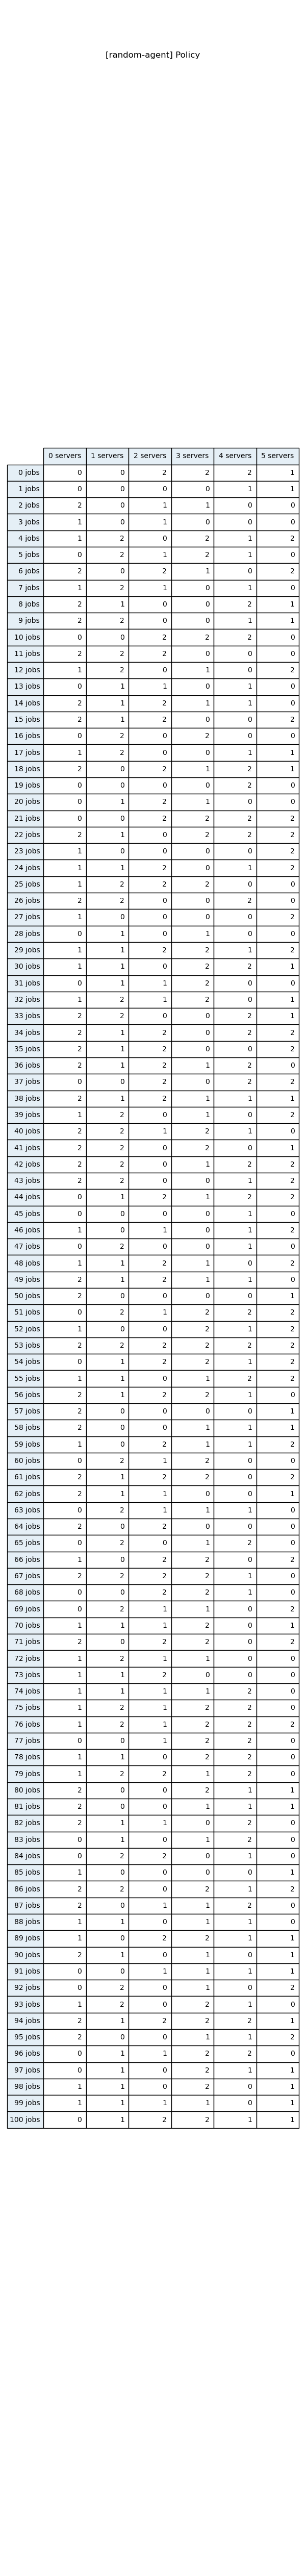 [random-agent] Policy
0 servers 1 servers 2 servers 3 servers 4 servers 5 servers
0 jobs 0 0 2 2 2 1
1 jobs 0 0 0 0 1 1
2 jobs 2 0 1 1 0 0
3 jobs 1 0 1 0 0 0
4 jobs 1 2 0 2 1 2
5 jobs 0 2 1 2 1 0
6 jobs 2 0 2 1 0 2
7 jobs 1 2 1 0 1 0
8 jobs 2 1 0 0 2 1
9 jobs 2 2 0 0 1 1
10 jobs 0 0 2 2 2 0
11 jobs 2 2 2 0 0 0
12 jobs 1 2 0 1 0 2
13 jobs 0 1 1 0 1 0
14 jobs 2 1 2 1 1 0
15 jobs 2 1 2 0 0 2
16 jobs 0 2 0 2 0 0
17 jobs 1 2 0 0 1 1
18 jobs 2 0 2 1 2 1
19 jobs 0 0 0 0 2 0
20 jobs 0 1 2 1 0 0
21 jobs 0 0 2 2 2 2
22 jobs 2 1 0 2 2 2
23 jobs 1 0 0 0 0 2
24 jobs 1 1 2 0 1 2
25 jobs 1 2 2 2 0 0
26 jobs 2 2 0 0 2 0
27 jobs 1 0 0 0 0 2
28 jobs 0 1 0 1 0 0
29 jobs 1 1 2 2 1 2
30 jobs 1 1 0 2 2 1
31 jobs 0 1 1 2 0 0
32 jobs 1 2 1 2 0 1
33 jobs 2 2 0 0 2 1
34 jobs 2 1 2 0 2 2
35 jobs 2 1 2 0 0 2
36 jobs 2 1 2 1 2 0
37 jobs 0 0 2 0 2 2
38 jobs 2 1 2 1 1 1
39 jobs 1 2 0 1 0 2
40 jobs 2 2 1 2 1 0
41 jobs 2 2 0 2 0 1
42 jobs 2 2 0 1 2 2
43 jobs 2 2 0 0 1 2
44 jobs 0 1 2 1 2 2
45 jobs 0 0 0 0 1 0
46 jobs 1 0 1 0 1 2
47 jobs 0 2 0 0 1 0
48 jobs 1 1 2 1 0 2
49 jobs 2 1 2 1 1 0
50 jobs 2 0 0 0 0 1
51 jobs 0 2 1 2 2 2
52 jobs 1 0 0 2 1 2
53 jobs 2 2 2 2 2 2
54 jobs 0 1 2 2 1 2
55 jobs 1 1 0 1 2 2
56 jobs 2 1 2 2 1 0
57 jobs 2 0 0 0 0 1
58 jobs 2 0 0 1 1 1
59 jobs 1 0 2 1 1 2
60 jobs 0 2 1 2 0 0
61 jobs 2 1 2 2 0 2
62 jobs 2 1 1 0 0 1
63 jobs 0 2 1 1 1 0
64 jobs 2 0 2 0 0 0
65 jobs 0 2 0 1 2 0
66 jobs 1 0 2 2 0 2
67 jobs 2 2 2 2 1 0
68 jobs 0 0 2 2 1 0
69 jobs 0 2 1 1 0 2
70 jobs 1 1 1 2 0 1
71 jobs 2 0 2 2 0 2
72 jobs 1 2 1 1 0 0
73 jobs 1 1 2 0 0 0
74 jobs 1 1 1 1 2 0
75 jobs 1 2 1 2 2 0
76 jobs 1 2 1 2 2 2
77 jobs 0 0 1 2 2 0
78 jobs 1 1 0 2 2 0
79 jobs 1 2 2 1 2 0
80 jobs 2 0 0 2 1 1
81 jobs 2 0 0 1 1 1
82 jobs 2 1 1 0 2 0
83 jobs 0 1 0 1 2 0
84 jobs 0 2 2 0 1 0
85 jobs 1 0 0 0 0 1
86 jobs 2 2 0 2 1 2
87 jobs 2 0 1 1 2 0
88 jobs 1 1 0 1 1 0
89 jobs 1 0 2 2 1 1
90 jobs 2 1 0 1 0 1
91 jobs 0 0 1 1 1 1
92 jobs 0 2 0 1 0 2
93 jobs 1 2 0 2 1 0
94 jobs 2 1 2 2 2 1
95 jobs 2 0 0 1 1 2
96 jobs 0 1 1 2 2 0
97 jobs 0 1 0 2 1 1
98 jobs 1 1 0 2 0 1
99 jobs 1 1 1 1 0 1
100 jobs 0 1 2 2 1 1